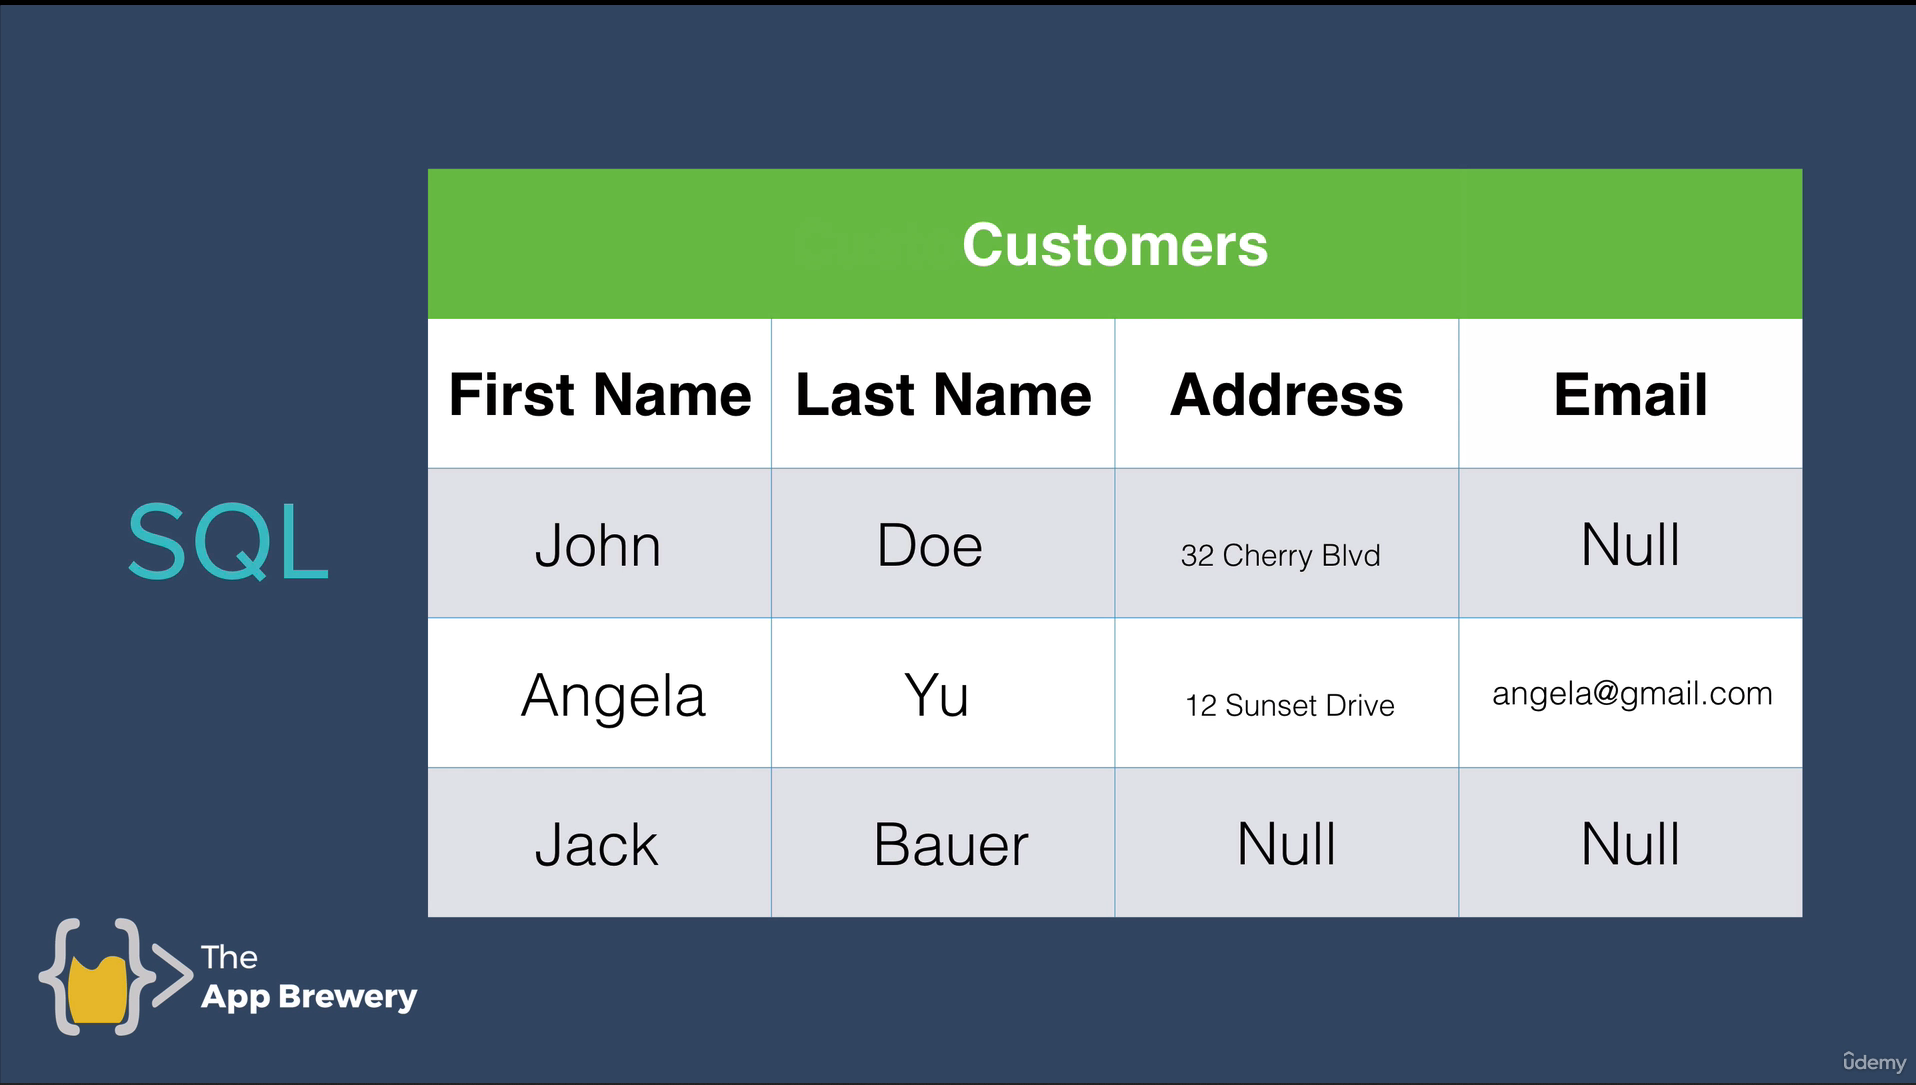 Customers
First Name Last Name Address Email
John Doe 32 Cherry Blvd Null
Angela Yu 12 Sunset Drive angela@gmail.com
Jack Bauer Null Null
SQL
The
App Brewery
ûdemy